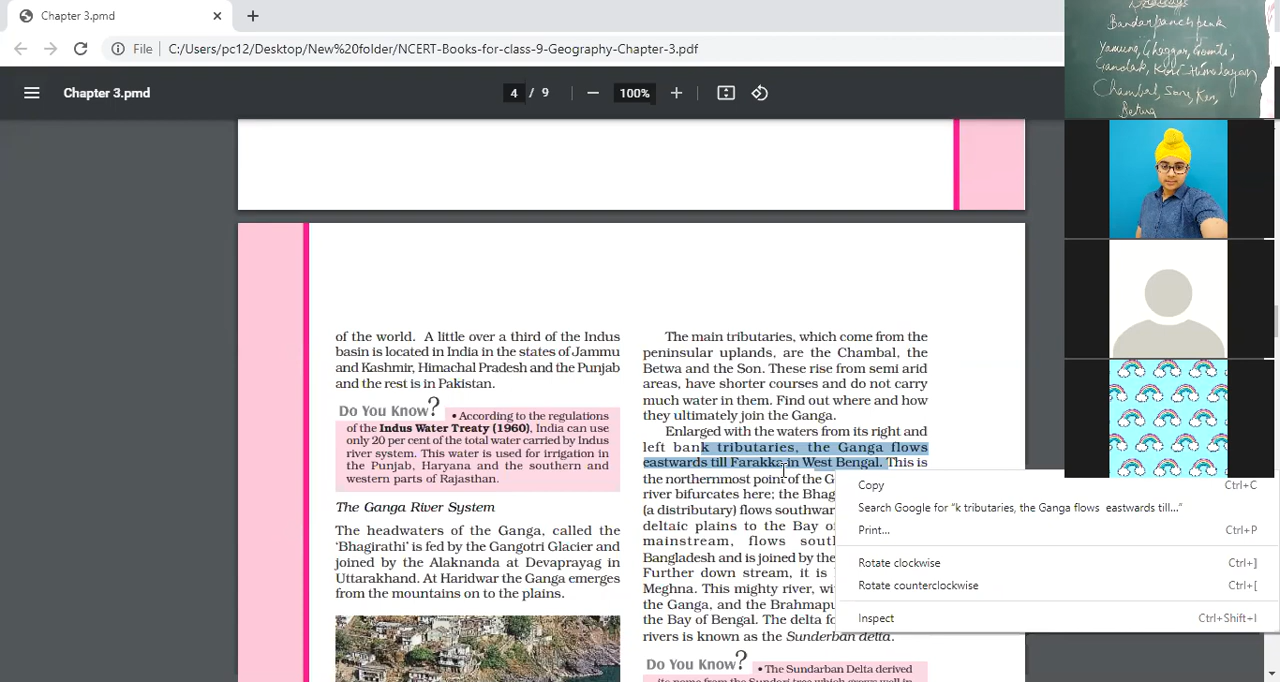 Chapter 3.pmd
File
C:/Users/pc12/Desktop/New%20folder/NCERT-Books-for-class-9-Geography-Chapter-3.pdf
Chapter 3.pmd
4 / 9
100%
Bandarpanch peak
Yamuna, Ghaggar, Gomti,
Gandak, Kosi - Himalayan
Chambal, Son, Ken,
Betwa
of the world. A little over a third of the Indus
basin is located in India in the states of Jammu
and Kashmir, Himachal Pradesh and the Punjab
and the rest is in Pakistan.
Do You Know?
• According to the regulations
of the Indus Water Treaty (1960), India can use
only 20 per cent of the total water carried by Indus
river system. This water is used for irrigation in
the Punjab, Haryana and the southern and
western parts of Rajasthan.
The Ganga River System
The headwaters of the Ganga, called the
‘Bhagirathi’ is fed by the Gangotri Glacier and
joined by the Alaknanda at Devaprayag in
Uttarakhand. At Haridwar the Ganga emerges
from the mountains on to the plains.
The main tributaries, which come from the
peninsular uplands, are the Chambal, the
Betwa and the Son. These rise from semi arid
areas, have shorter courses and do not carry
much water in them. Find out where and how
they ultimately join the Ganga.
Enlarged with the waters from its right and
left bank tributaries, the Ganga flows
eastwards till Farakka in West Bengal. This is
the northernmost point of the G
river bifurcates here; the Bhag
(a distributary) flows southwar
deltaic plains to the Bay of
mainstream, flows sout
Bangladesh and is joined by the
Further down stream, it is
Meghna. This mighty river, wi
the Ganga, and the Brahmapu
the Bay of Bengal. The delta fo
rivers is known as the Sunderban delta.
Do You Know?
• The Sundarban Delta derived
its name from the Sundari tree which grows well in
Copy Ctrl+C
Search Google for “k tributaries, the Ganga flows eastwards till...”
Print... Ctrl+P
Rotate clockwise Ctrl+]
Rotate counterclockwise Ctrl+[
Inspect Ctrl+Shift+I